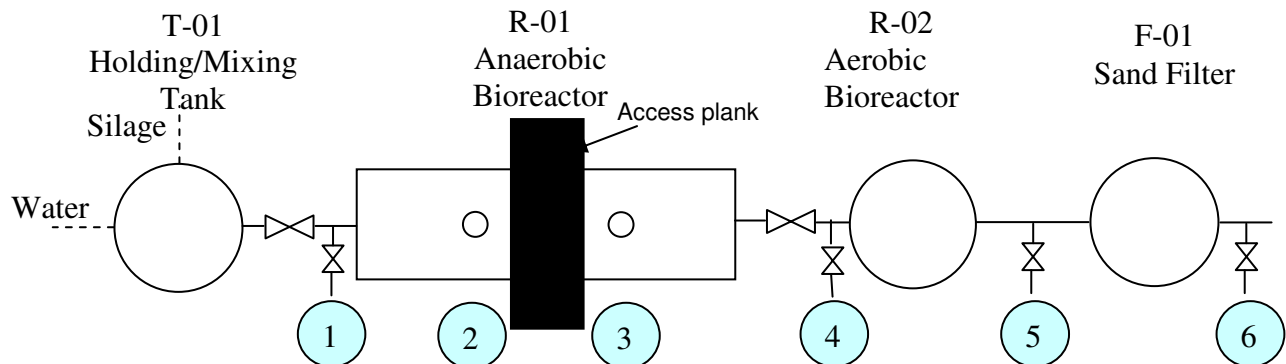 T-01
Holding/Mixing
Tank
Silage
Water
R-01
Anaerobic
Bioreactor
Access plank
R-02
Aerobic
Bioreactor
F-01
Sand Filter
1
2
3
4
5
6